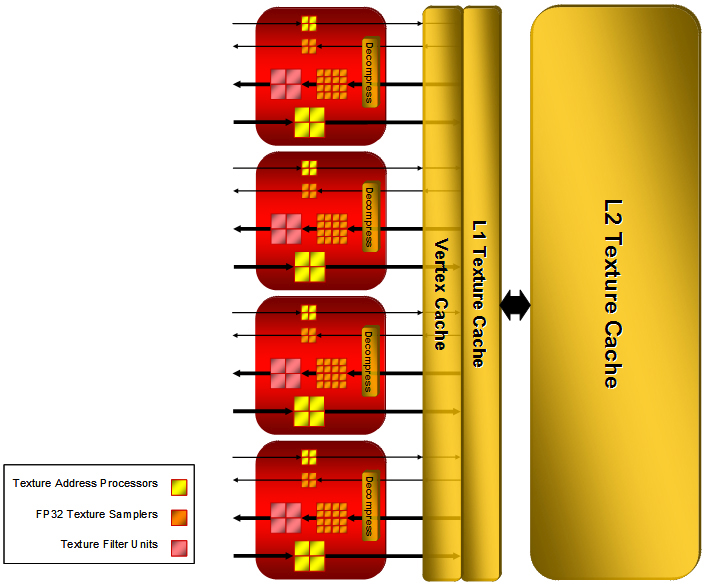 Decompress
Decompress
Decompress
Decompress
Vertex Cache
L1 Texture Cache
L2 Texture Cache
Texture Address Processors
FP32 Texture Samplers
Texture Filter Units